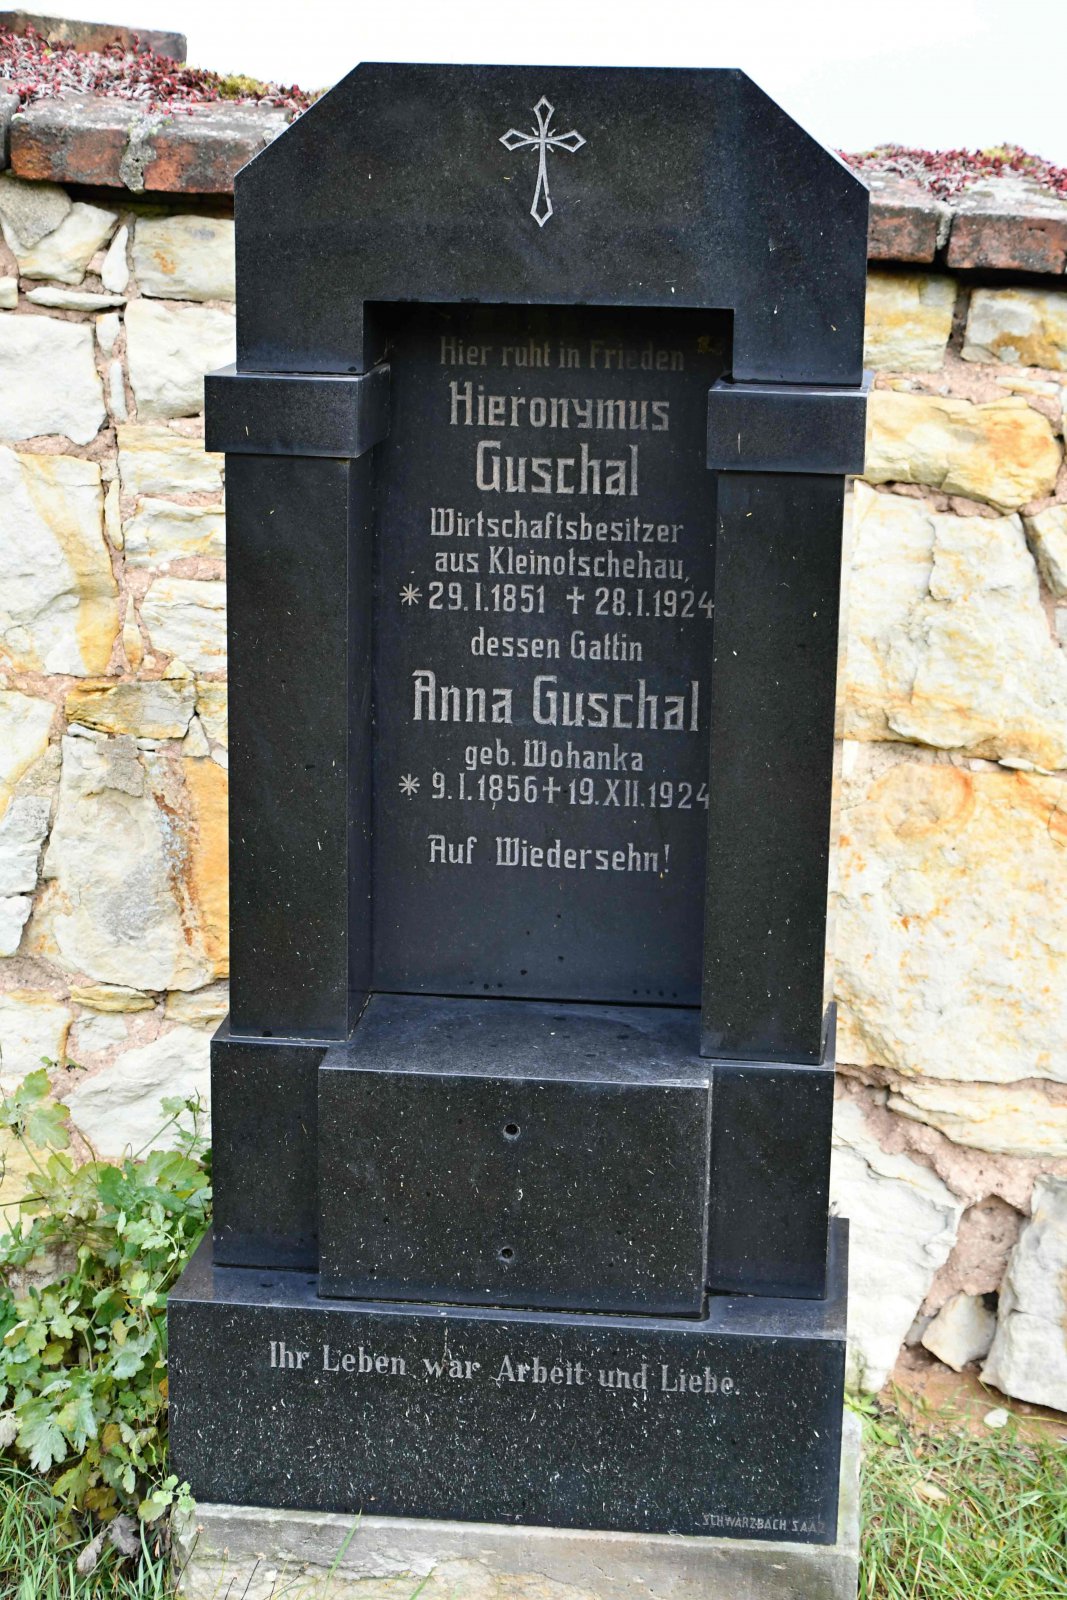 Hier ruht in Frieden
Hieronymus
Guschal
Wirtschaftsbesitzer
aus Kleinotschehau,
* 29.I.1851 † 28.I.1924
dessen Gattin
Anna Guschal
geb. Wohanka
* 9.I.1856 † 19.XII.1924
Auf Wiedersehn!
Ihr Leben war Arbeit und Liebe.
SCHWARZBACH SAAZ